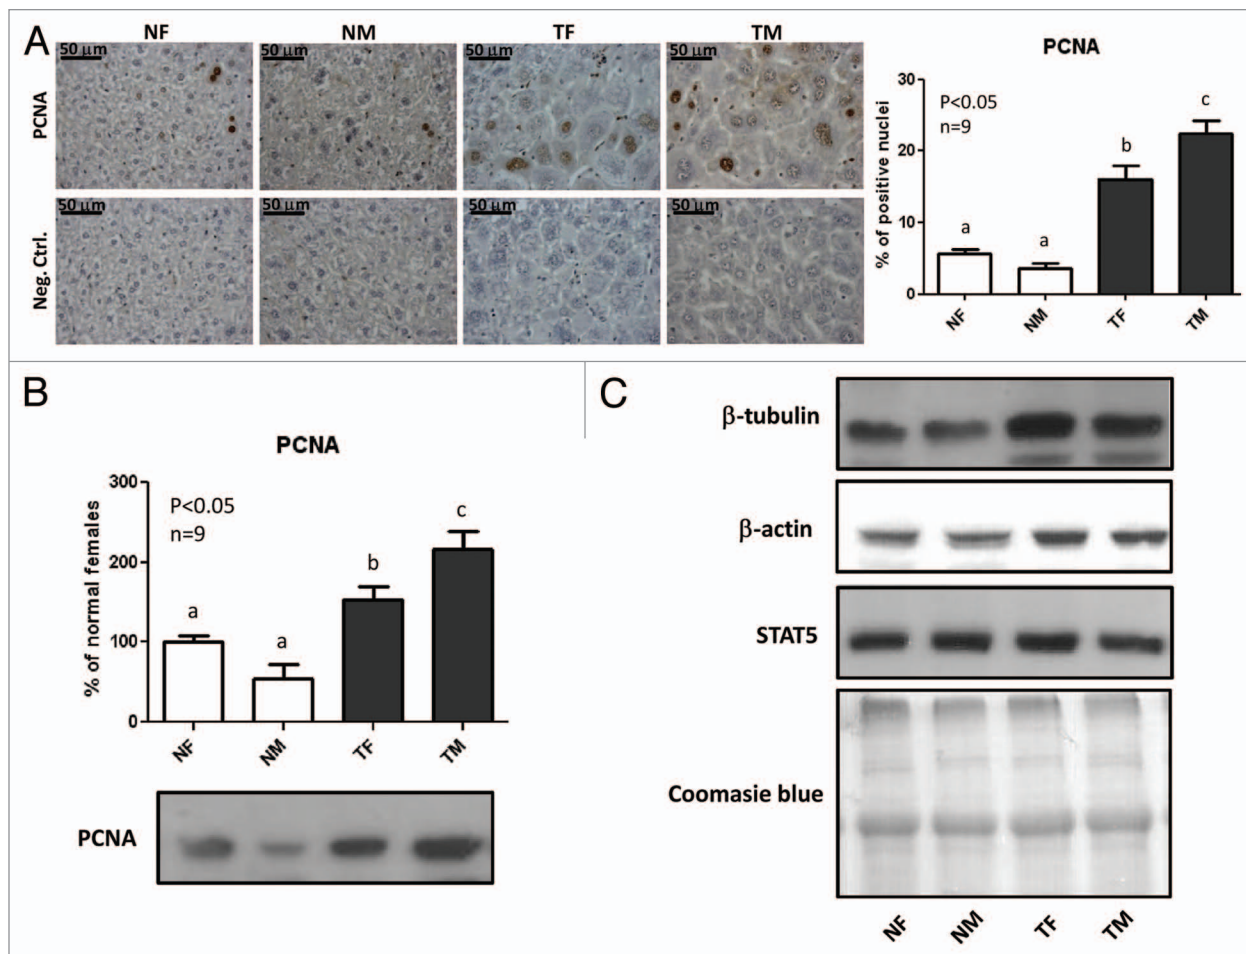 A
NF
NM
TF
TM
PCNA
50 µm
50 µm
50 µm
50 µm
Neg. Ctrl.
50 µm
50 µm
50 µm
50 µm
PCNA
% of positive nuclei
30
20
10
0
P<0.05
n=9
a
a
b
c
NF
NM
TF
TM
B
PCNA
% of normal females
300
200
100
0
P<0.05
n=9
a
a
b
c
NF
NM
TF
TM
PCNA
C
β-tubulin
β-actin
STAT5
Coomasie blue
NF
NM
TF
TM